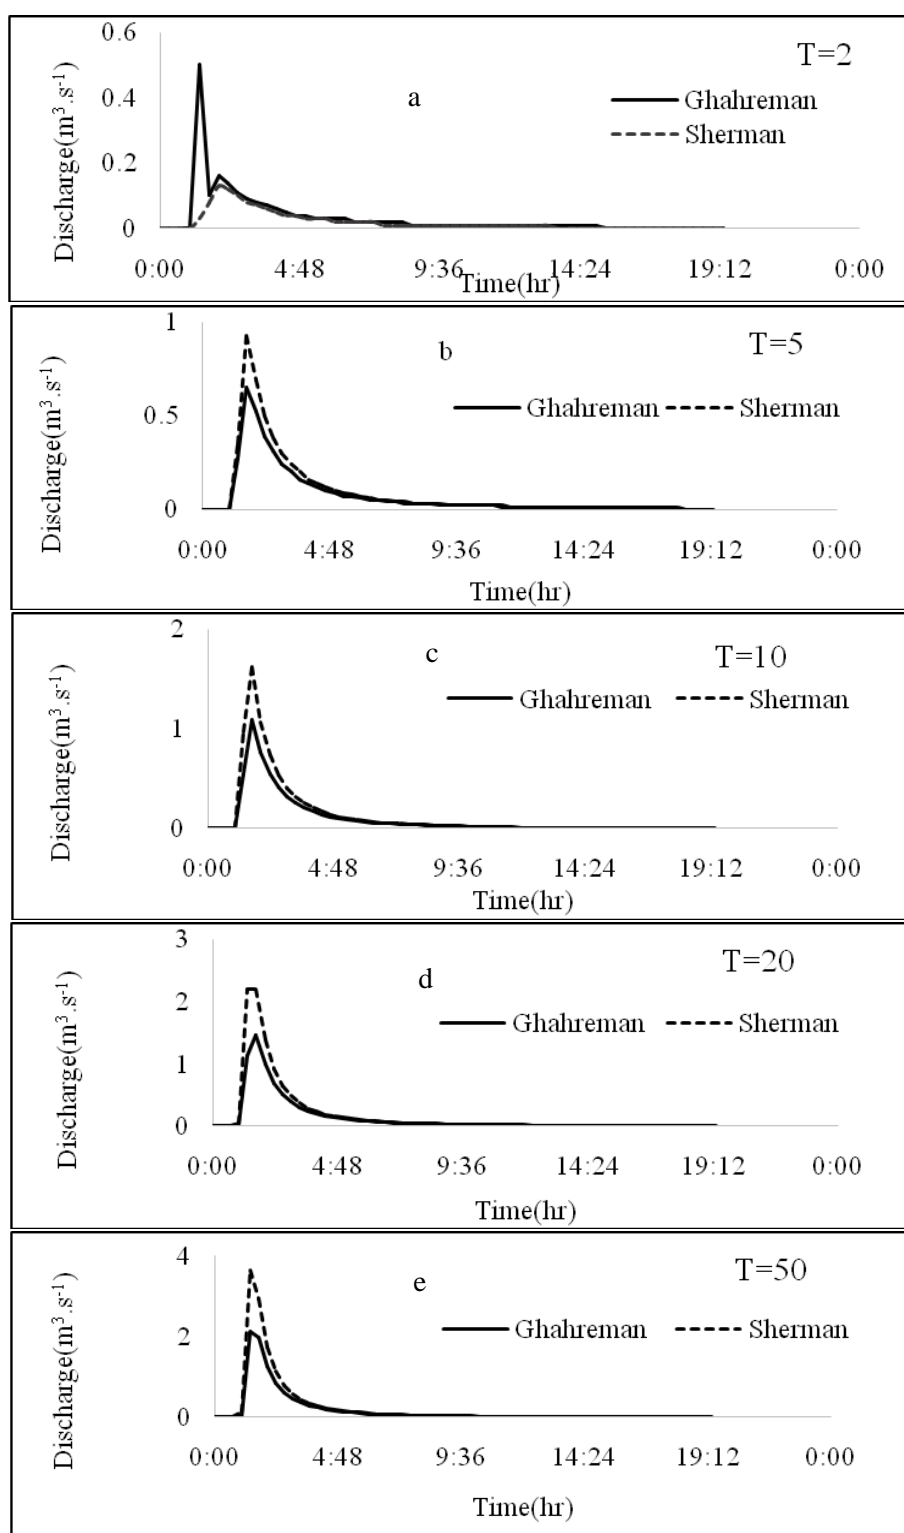 0.6
T=2
0.4
a
Ghahreman
0.2
Sherman
0
Discharge(m³.s⁻¹)
0:00 4:48 9:36 14:24 19:12 0:00
Time(hr)
1
T=5
b
0.5
Ghahreman Sherman
0
Discharge(m³.s⁻¹)
0:00 4:48 9:36 14:24 19:12 0:00
Time(hr)
2
c T=10
1
Ghahreman Sherman
0
Discharge(m³.s⁻¹)
0:00 4:48 9:36 14:24 19:12 0:00
Time(hr)
3
T=20
d
2
Ghahreman Sherman
1
0
Discharge(m³.s⁻¹)
0:00 4:48 9:36 14:24 19:12 0:00
Time(hr)
4
e T=50
2
Ghahreman Sherman
0
Discharge(m³.s⁻¹)
0:00 4:48 9:36 14:24 19:12 0:00
Time(hr)